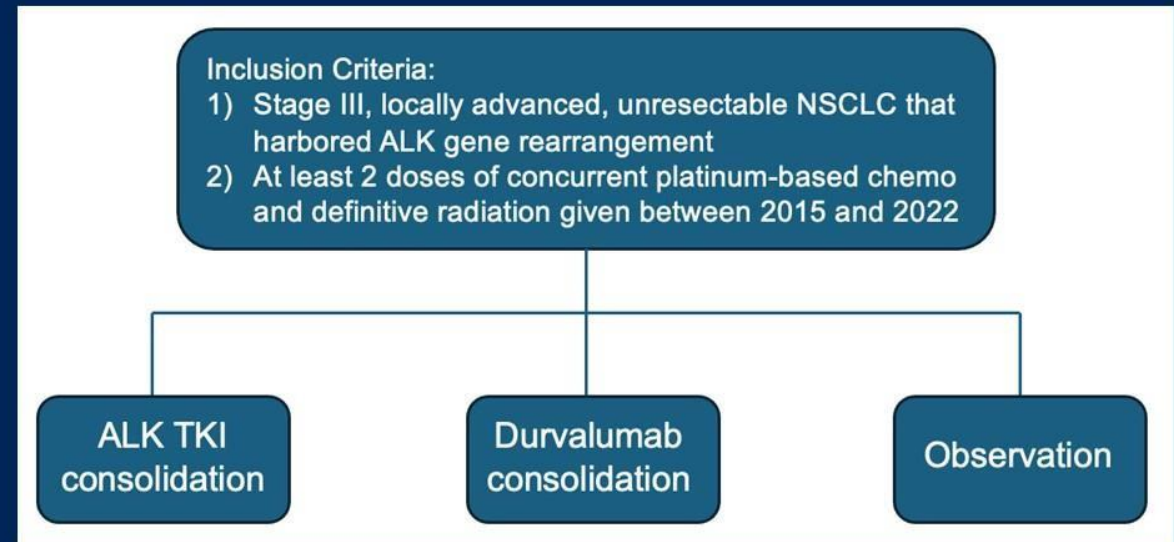 Inclusion Criteria:
1) Stage III, locally advanced, unresectable NSCLC that
harbored ALK gene rearrangement
2) At least 2 doses of concurrent platinum-based chemo
and definitive radiation given between 2015 and 2022
ALK TKI
consolidation
Durvalumab
consolidation
Observation